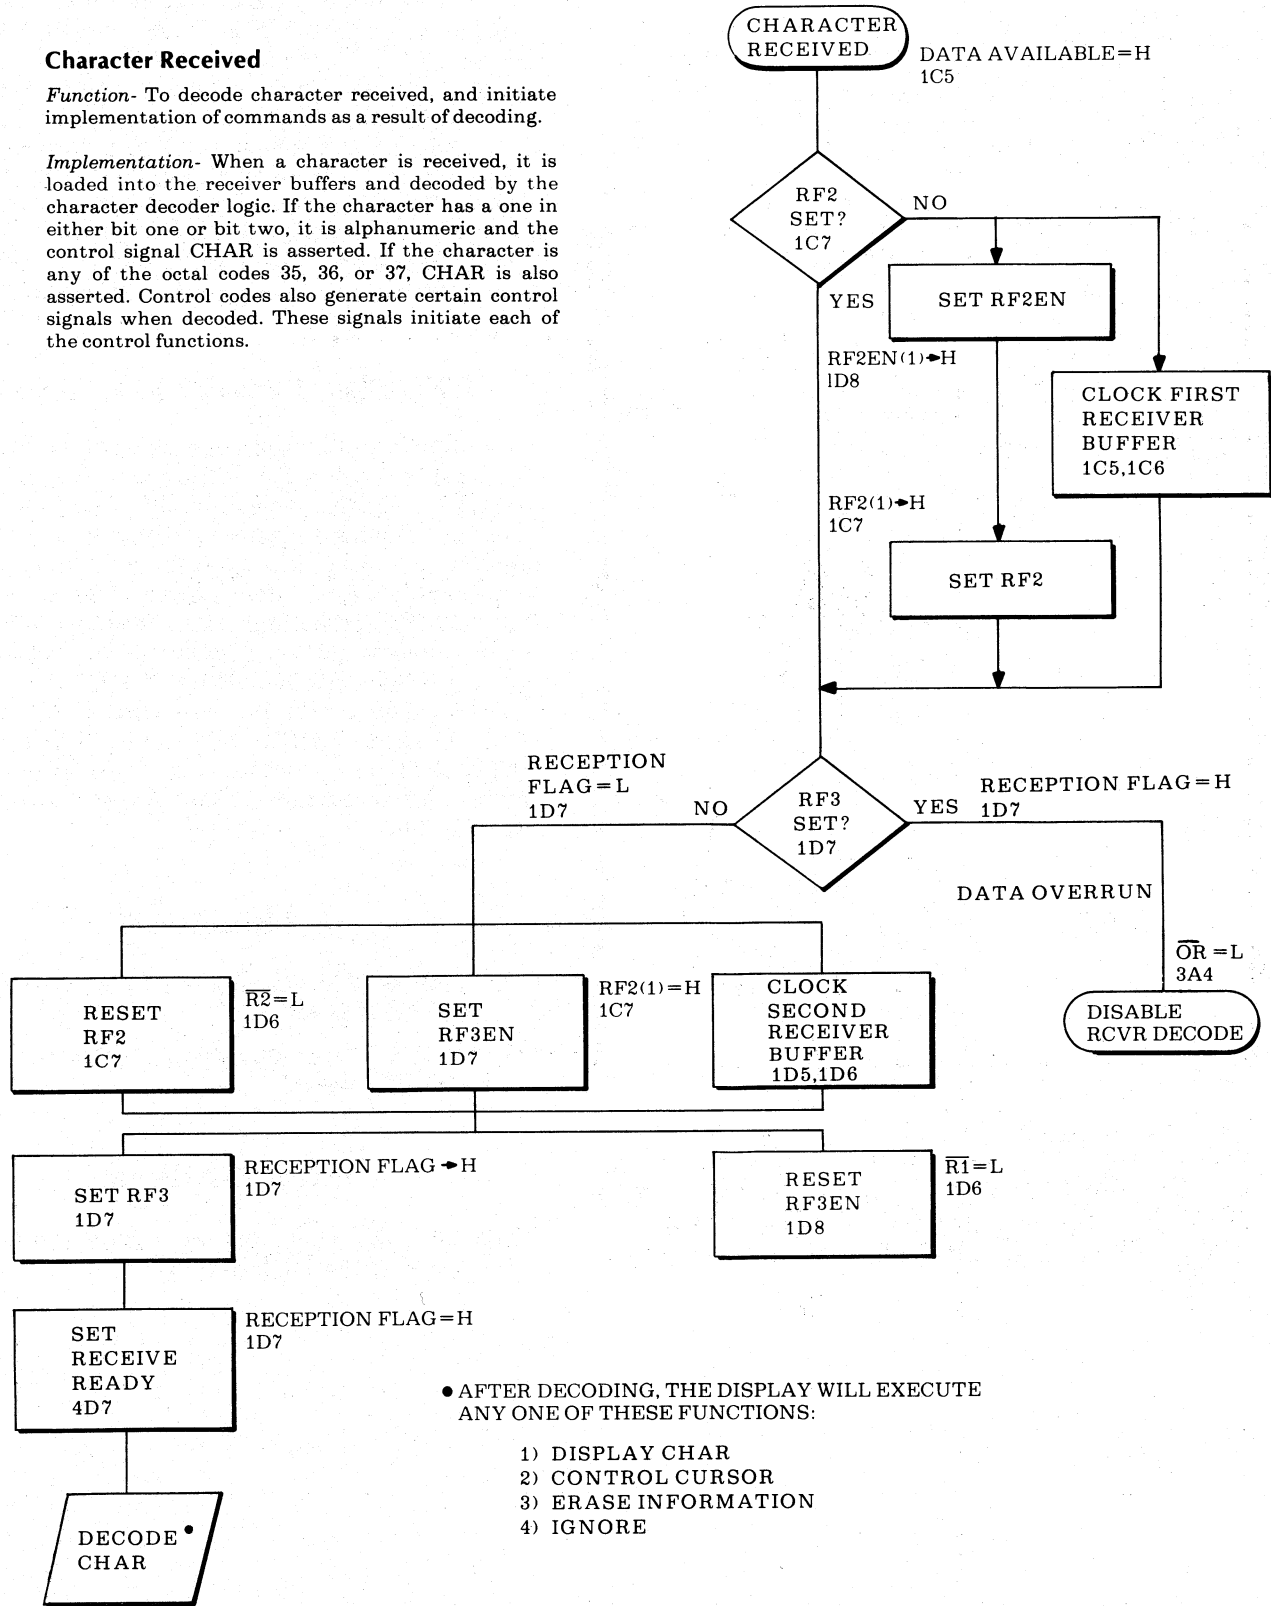 Character Received
Function- To decode character received, and initiate
implementation of commands as a result of decoding.
Implementation- When a character is received, it is
loaded into the receiver buffers and decoded by the
character decoder logic. If the character has a one in
either bit one or bit two, it is alphanumeric and the
control signal CHAR is asserted. If the character is
any of the octal codes 35, 36, or 37, CHAR is also
asserted. Control codes also generate certain control
signals when decoded. These signals initiate each of
the control functions.
CHARACTER
RECEIVED
DATA AVAILABLE=H
1C5
RF2
SET?
1C7
NO
YES
SET RF2EN
RF2EN(1)→H
1D8
CLOCK FIRST
RECEIVER
BUFFER
1C5,1C6
RF2(1)→H
1C7
SET RF2
RECEPTION
FLAG=L
1D7
NO
RF3
SET?
1D7
YES
RECEPTION FLAG=H
1D7
DATA OVERRUN
O̅R̅=L
3A4
DISABLE
RCVR DECODE
RESET
RF2
1C7
R̅2̅=L
1D6
SET
RF3EN
1D7
RF2(1)=H
1C7
CLOCK
SECOND
RECEIVER
BUFFER
1D5,1D6
SET RF3
1D7
RECEPTION FLAG→H
1D7
RESET
RF3EN
1D8
R̅1̅=L
1D6
SET
RECEIVE
READY
4D7
RECEPTION FLAG=H
1D7
DECODE●
CHAR
● AFTER DECODING, THE DISPLAY WILL EXECUTE
ANY ONE OF THESE FUNCTIONS:
1) DISPLAY CHAR
2) CONTROL CURSOR
3) ERASE INFORMATION
4) IGNORE